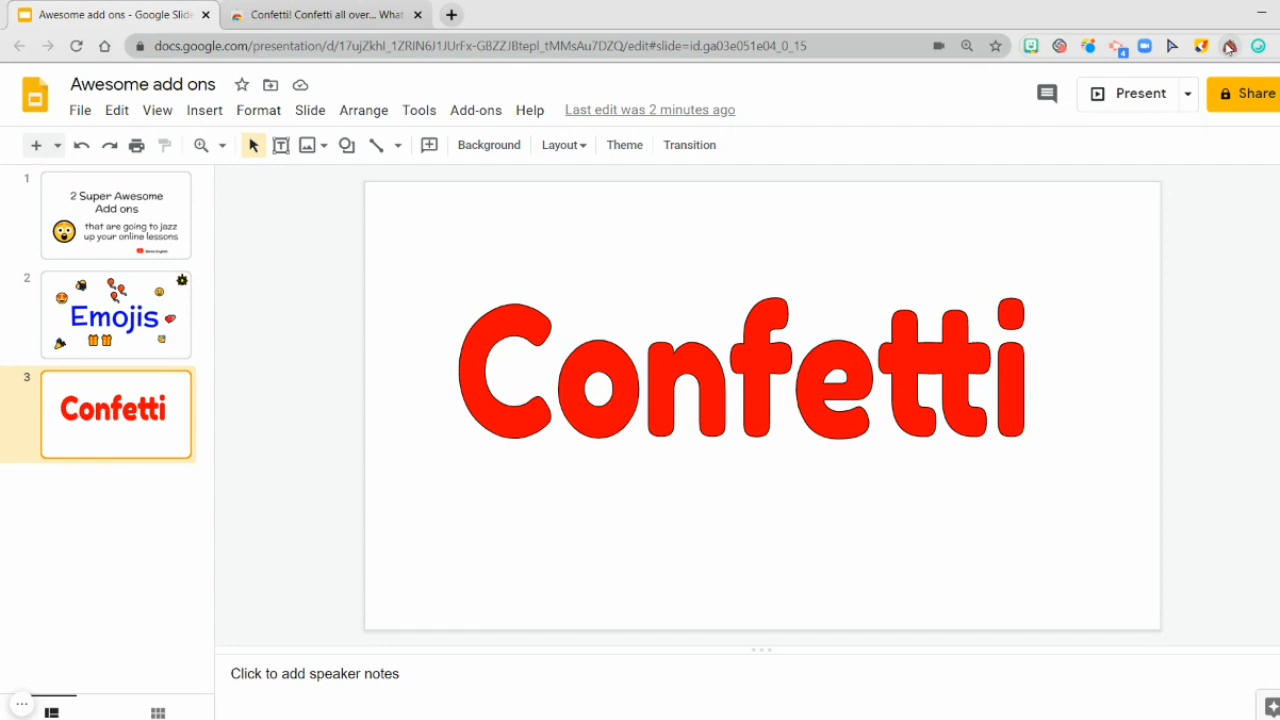 Awesome add ons - Google Slid
Confetti! Confetti all over... What
docs.google.com/presentation/d/17ujZkhI_1ZRIN6J1JUrFx-GBZZJBtepl_tMMsAu7DZQ/edit#slide=id.ga03e051e04_0_15
4
Awesome add ons
File Edit View Insert Format Slide Arrange Tools Add-ons Help Last edit was 2 minutes ago
Present
Share
Background Layout Theme Transition
1
2 Super Awesome
Add ons
that are going to jazz
up your online lessons
2
Emojis
3
Confetti
Confetti
Click to add speaker notes